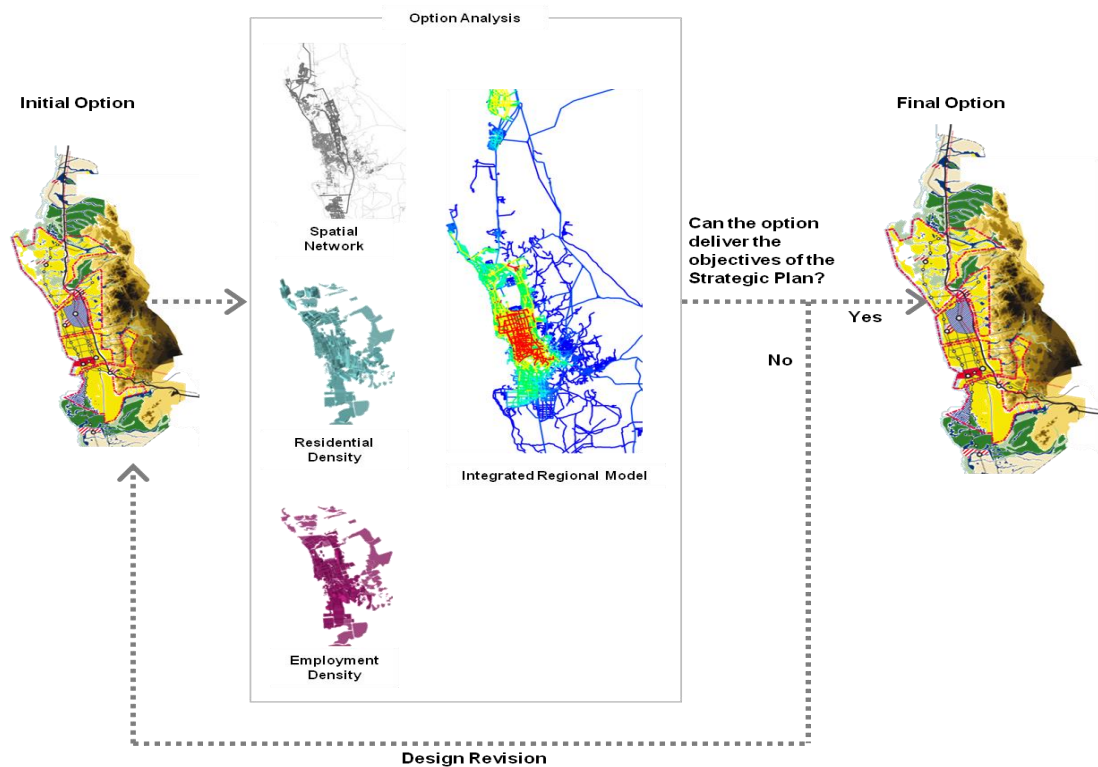 Option Analysis
Initial Option
Final Option
Spatial
Network
Can the option
deliver the
objectives of the
Strategic Plan?
Yes
No
Residential
Density
Integrated Regional Model
Employment
Density
Design Revision